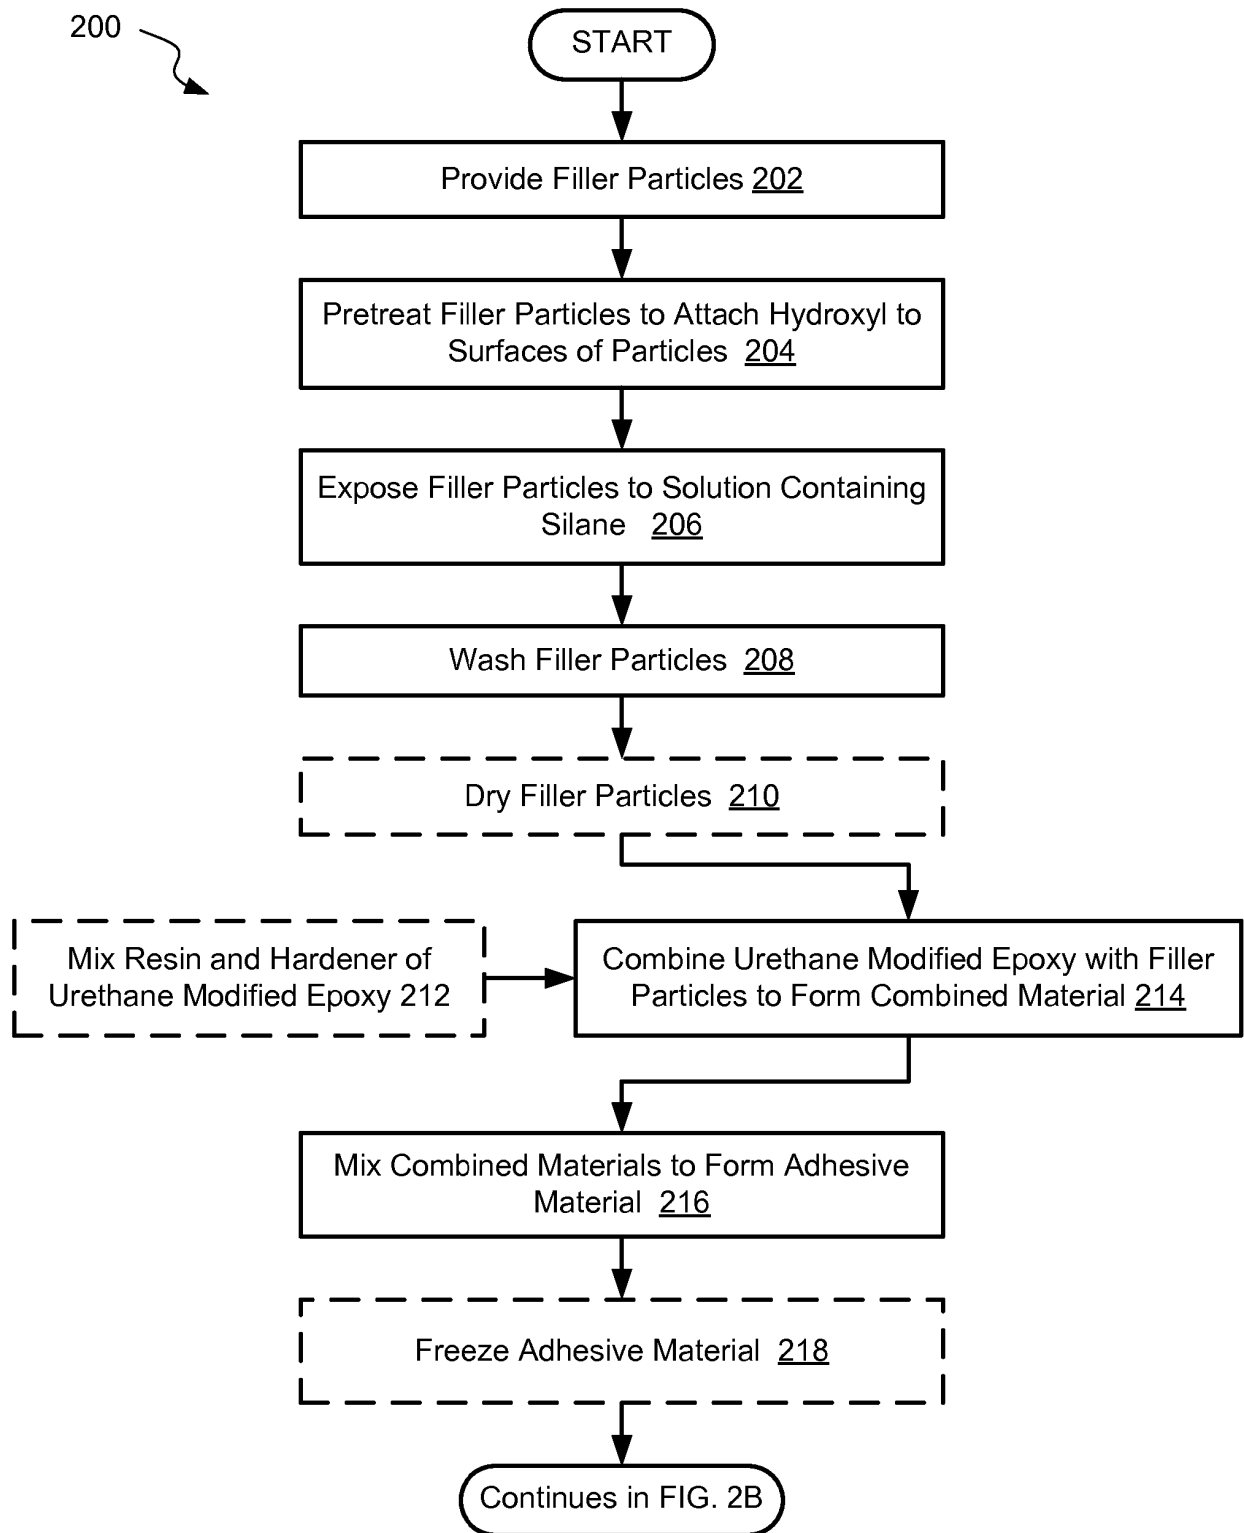 200
START
Provide Filler Particles 202
Pretreat Filler Particles to Attach Hydroxyl to
Surfaces of Particles 204
Expose Filler Particles to Solution Containing
Silane 206
Wash Filler Particles 208
Dry Filler Particles 210
Mix Resin and Hardener of
Urethane Modified Epoxy 212
Combine Urethane Modified Epoxy with Filler
Particles to Form Combined Material 214
Mix Combined Materials to Form Adhesive
Material 216
Freeze Adhesive Material 218
Continues in FIG. 2B